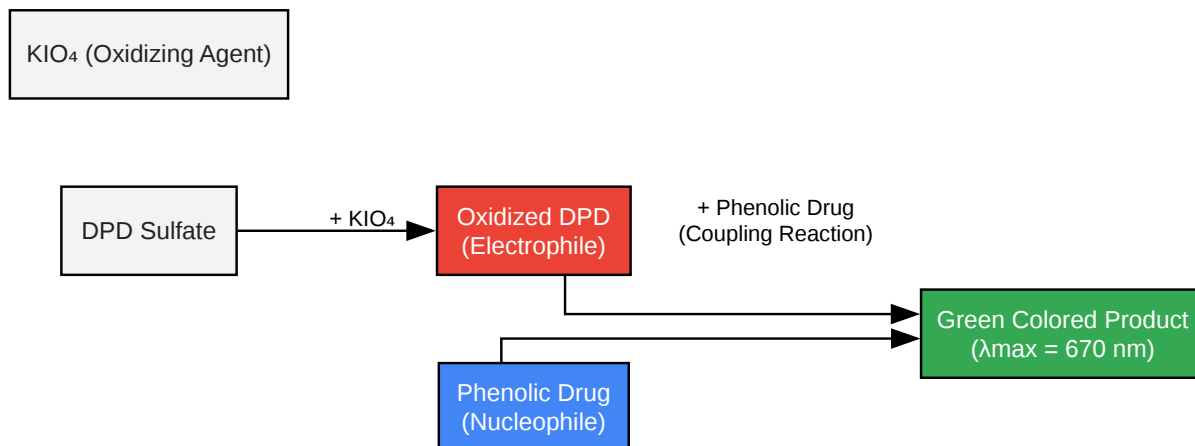 KIO₄ (Oxidizing Agent)
DPD Sulfate
+ KIO₄
Oxidized DPD
(Electrophile)
+ Phenolic Drug
(Coupling Reaction)
Green Colored Product
(λmax = 670 nm)
Phenolic Drug
(Nucleophile)